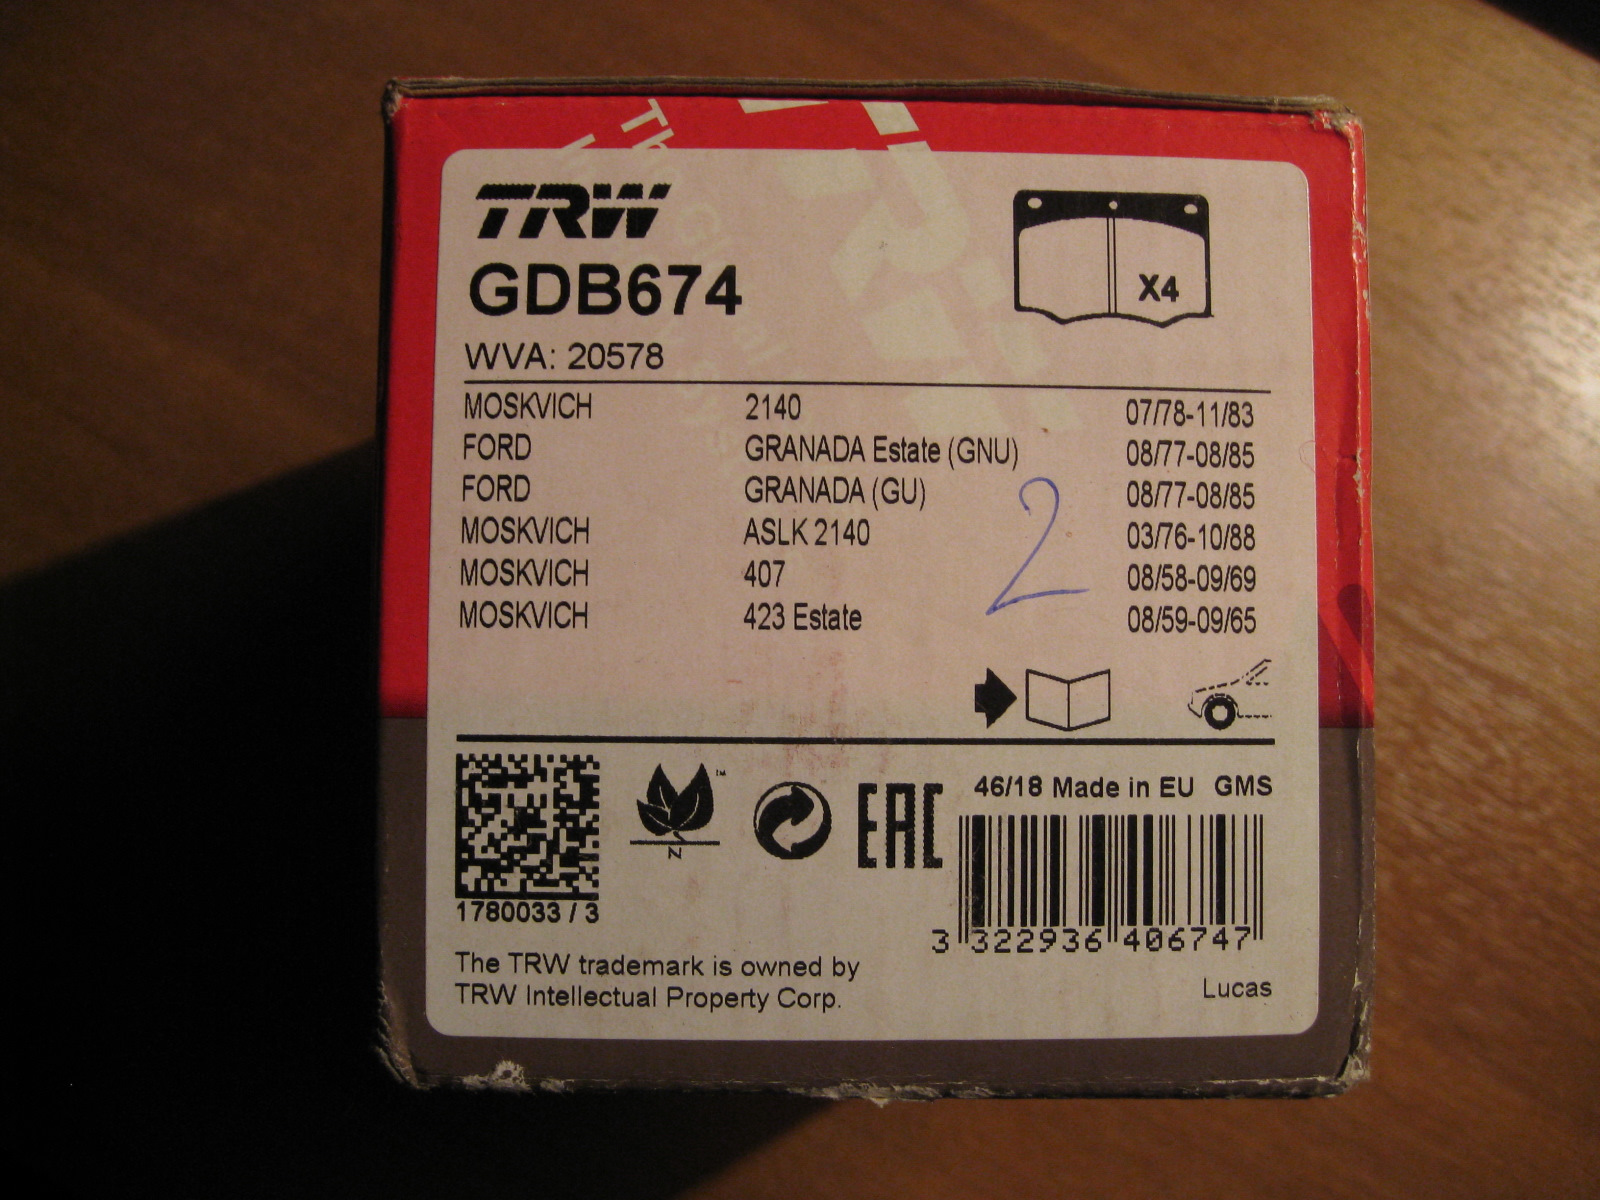 TRW
GDB674
X4
WVA: 20578
MOSKVICH 2140 07/78-11/83
FORD GRANADA Estate (GNU) 08/77-08/85
FORD GRANADA (GU) 08/77-08/85
MOSKVICH ASLK 2140 03/76-10/88
MOSKVICH 407 08/58-09/69
MOSKVICH 423 Estate 08/59-09/65
2
46/18 Made in EU GMS
TM
N
EAC
1780033 / 3
3 322936 406747
The TRW trademark is owned by
TRW Intellectual Property Corp.
Lucas